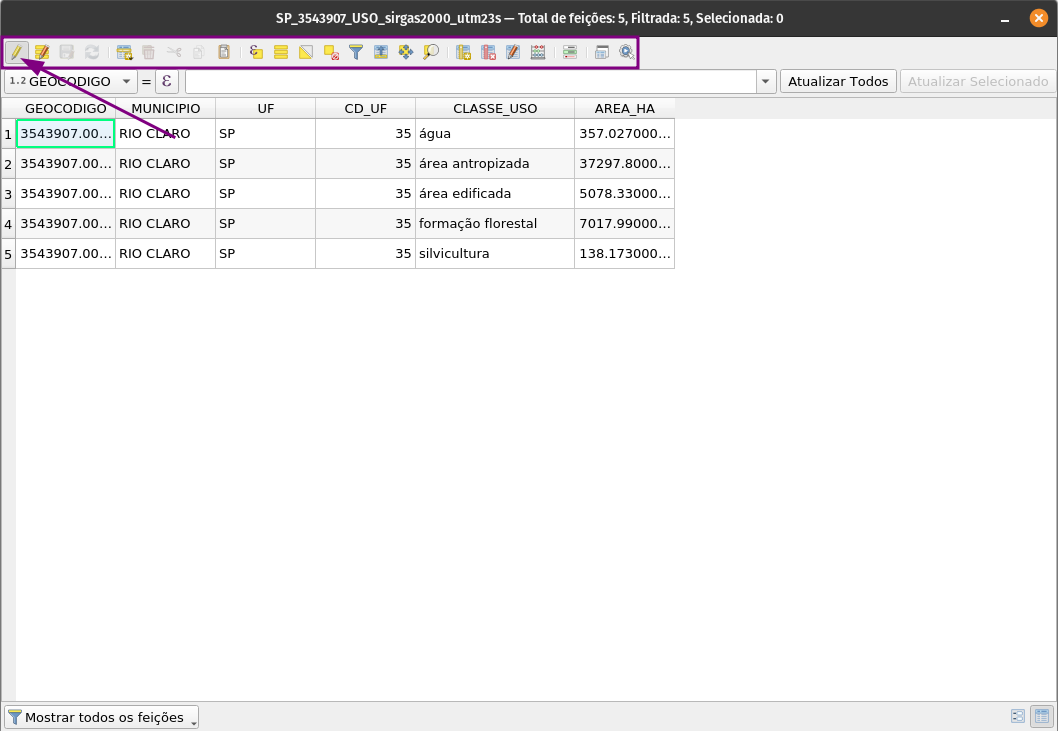 SP_3543907_USO_sirgas2000_utm23s — Total de feições: 5, Filtrada: 5, Selecionada: 0
1.2 GEOCODIGO = ε Atualizar Todos Atualizar Selecionado
GEOCODIGO MUNICIPIO UF CD_UF CLASSE_USO AREA_HA
1 3543907.00... RIO CLARO SP 35 água 357.027000...
2 3543907.00... RIO CLARO SP 35 área antropizada 37297.8000...
3 3543907.00... RIO CLARO SP 35 área edificada 5078.33000...
4 3543907.00... RIO CLARO SP 35 formação florestal 7017.99000...
5 3543907.00... RIO CLARO SP 35 silvicultura 138.173000...
Mostrar todos os feições